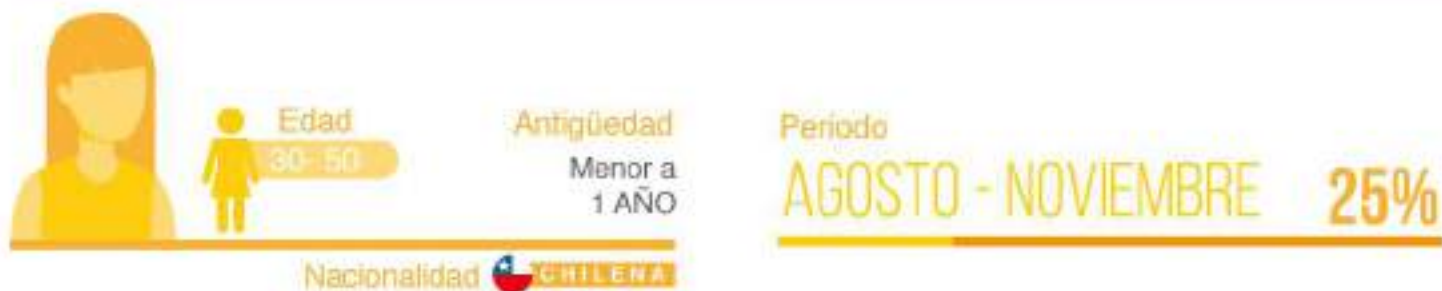 Edad
30- 50
Antigüedad
Menor a
1 AÑO
Nacionalidad CHILENA
Periodo
AGOSTO - NOVIEMBRE 25%